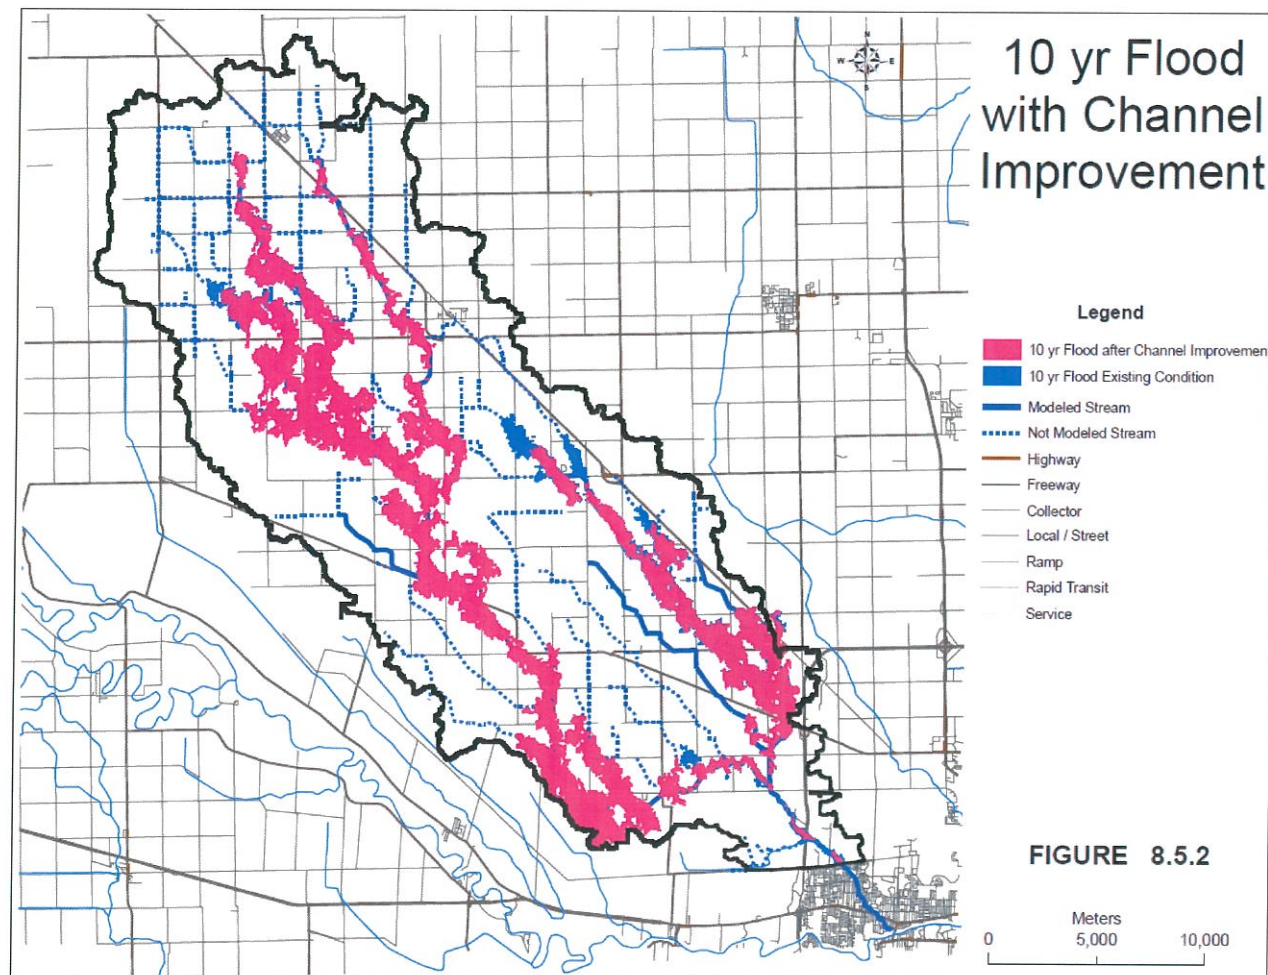 10 yr Flood
with Channel
Improvement
N
W
E
S
Legend
10 yr Flood after Channel Improvemen
10 yr Flood Existing Condition
Modeled Stream
Not Modeled Stream
Highway
Freeway
Collector
Local / Street
Ramp
Rapid Transit
Service
FIGURE 8.5.2
Meters
0 5,000 10,000